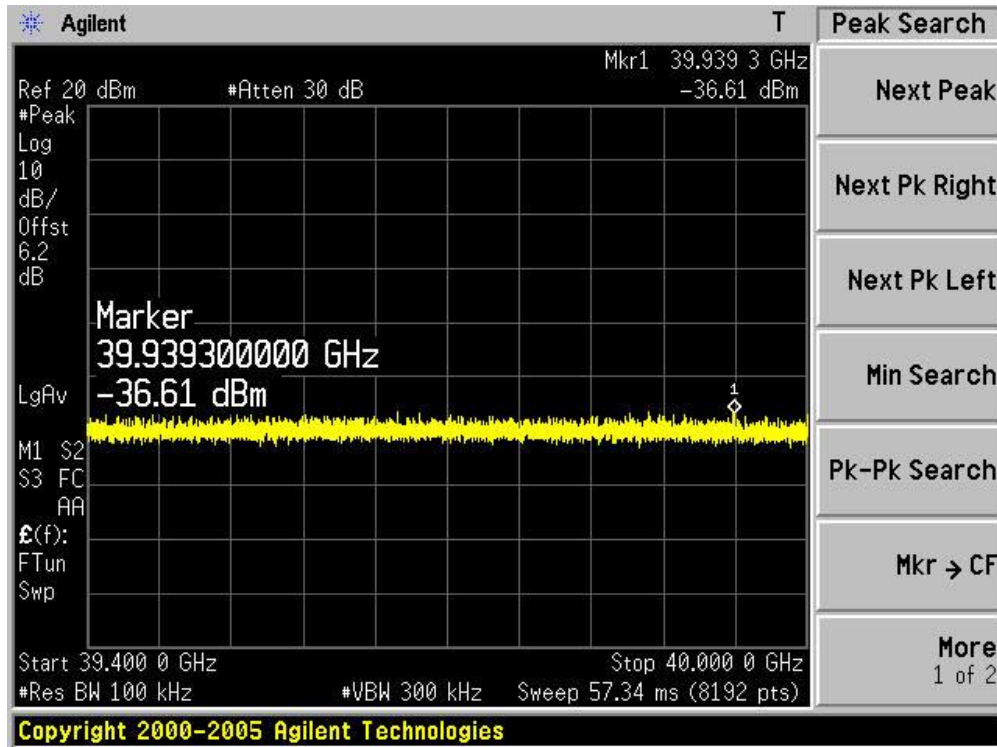 Agilent
T
Peak Search
Mkr1 39.939 3 GHz
Ref 20 dBm #Atten 30 dB -36.61 dBm
#Peak
Log
10
dB/
Offst
6.2
dB
Marker
39.939300000 GHz
-36.61 dBm
LgAv
1
M1 S2
S3 FC
AA
£(f):
FTun
Swp
Start 39.400 0 GHz Stop 40.000 0 GHz
#Res BW 100 kHz #VBW 300 kHz Sweep 57.34 ms (8192 pts)
Copyright 2000-2005 Agilent Technologies
Next Peak
Next Pk Right
Next Pk Left
Min Search
Pk-Pk Search
Mkr → CF
More
1 of 2